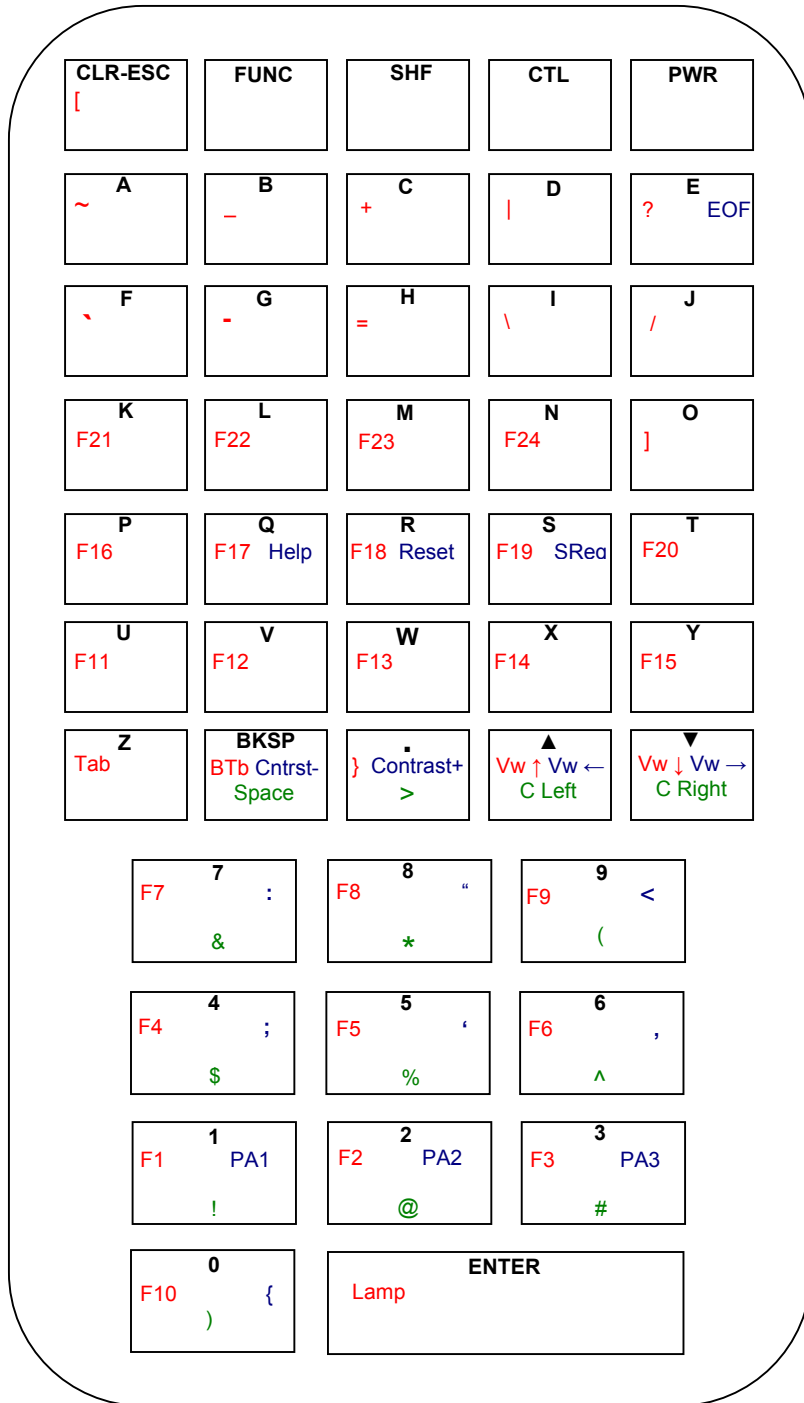 CLR-ESC FUNC SHF CTL PWR
[
A B C D E
~ _ + | ? EOF
F G H I J
` - = \ /
K L M N O
F21 F22 F23 F24 ]
P Q R S T
F16 F17 Help F18 Reset F19 SReq F20
U V W X Y
F11 F12 F13 F14 F15
Z BKSP . ▲ ▼
Tab BTb Cntrst- } Contrast+ Vw ↑ Vw ← Vw ↓ Vw →
Space > C Left C Right
7 8 9
F7 : F8 “ F9 <
& * (
4 5 6
F4 ; F5 ‘ F6 ,
$ % ^
1 2 3
F1 PA1 F2 PA2 F3 PA3
! @ #
0 ENTER
F10 { Lamp
)